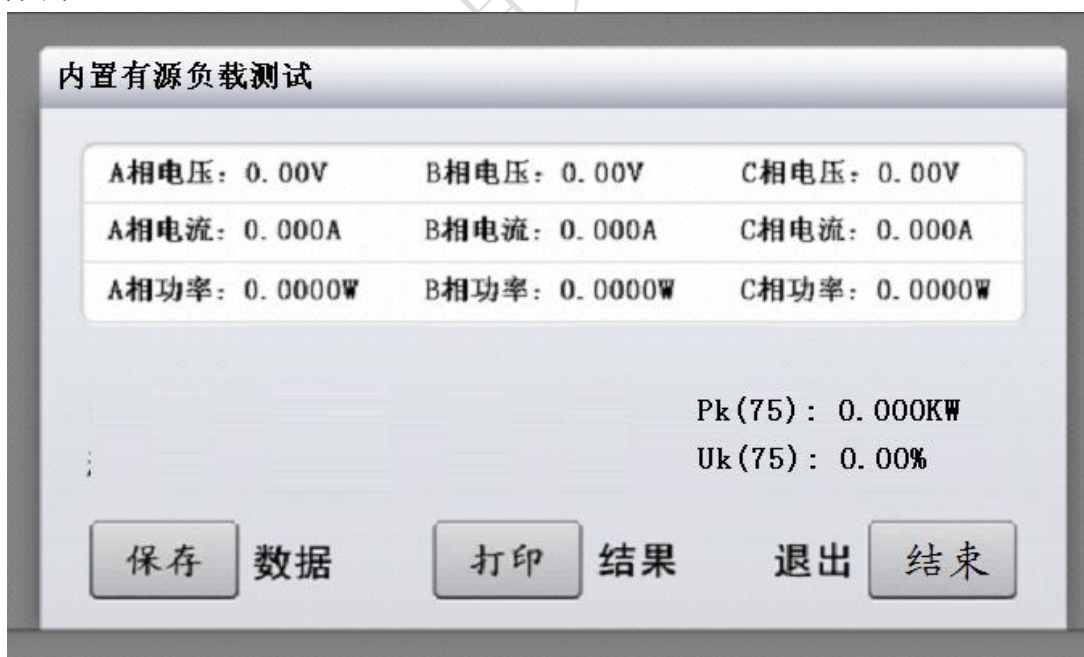 内置有源负载测试
A相电压: 0.00V B相电压: 0.00V C相电压: 0.00V
A相电流: 0.000A B相电流: 0.000A C相电流: 0.000A
A相功率: 0.0000W B相功率: 0.0000W C相功率: 0.0000W
Pk(75): 0.000KW
Uk(75): 0.00%
保存 数据 打印 结果 退出 结束